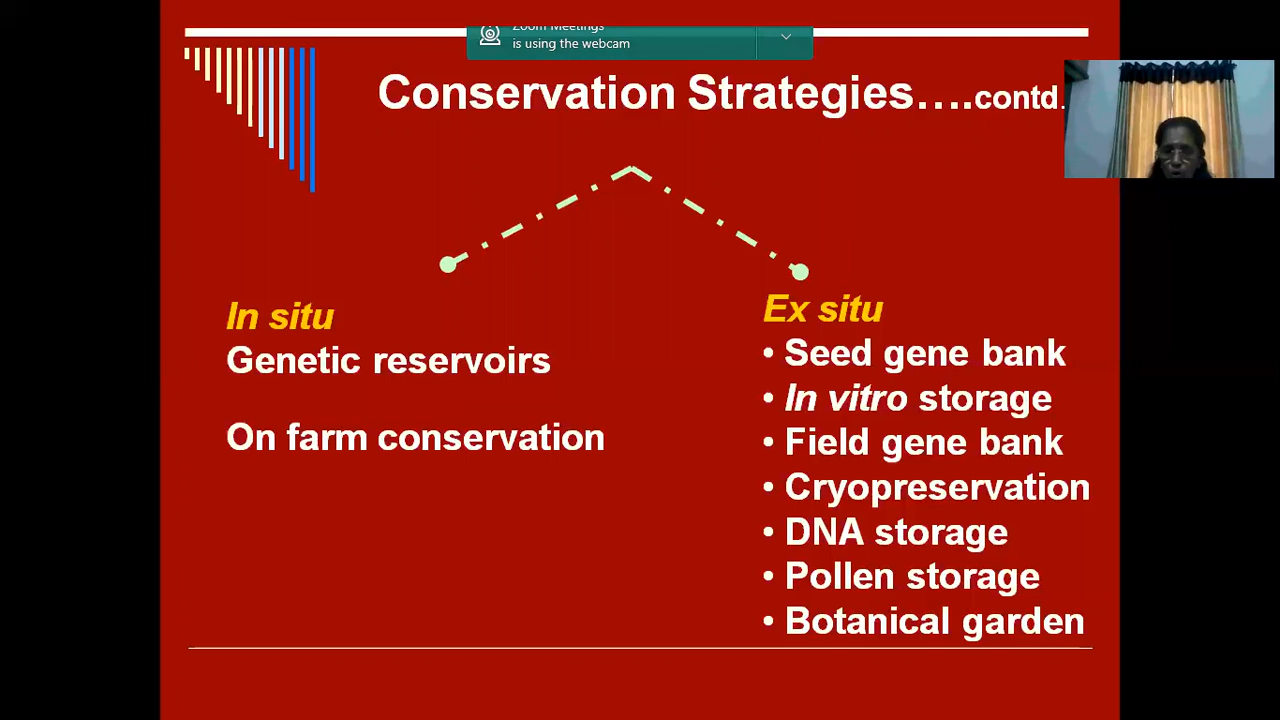 Zoom Meetings
is using the webcam
Conservation Strategies….contd.
In situ
Genetic reservoirs
On farm conservation
Ex situ
• Seed gene bank
• In vitro storage
• Field gene bank
• Cryopreservation
• DNA storage
• Pollen storage
• Botanical garden